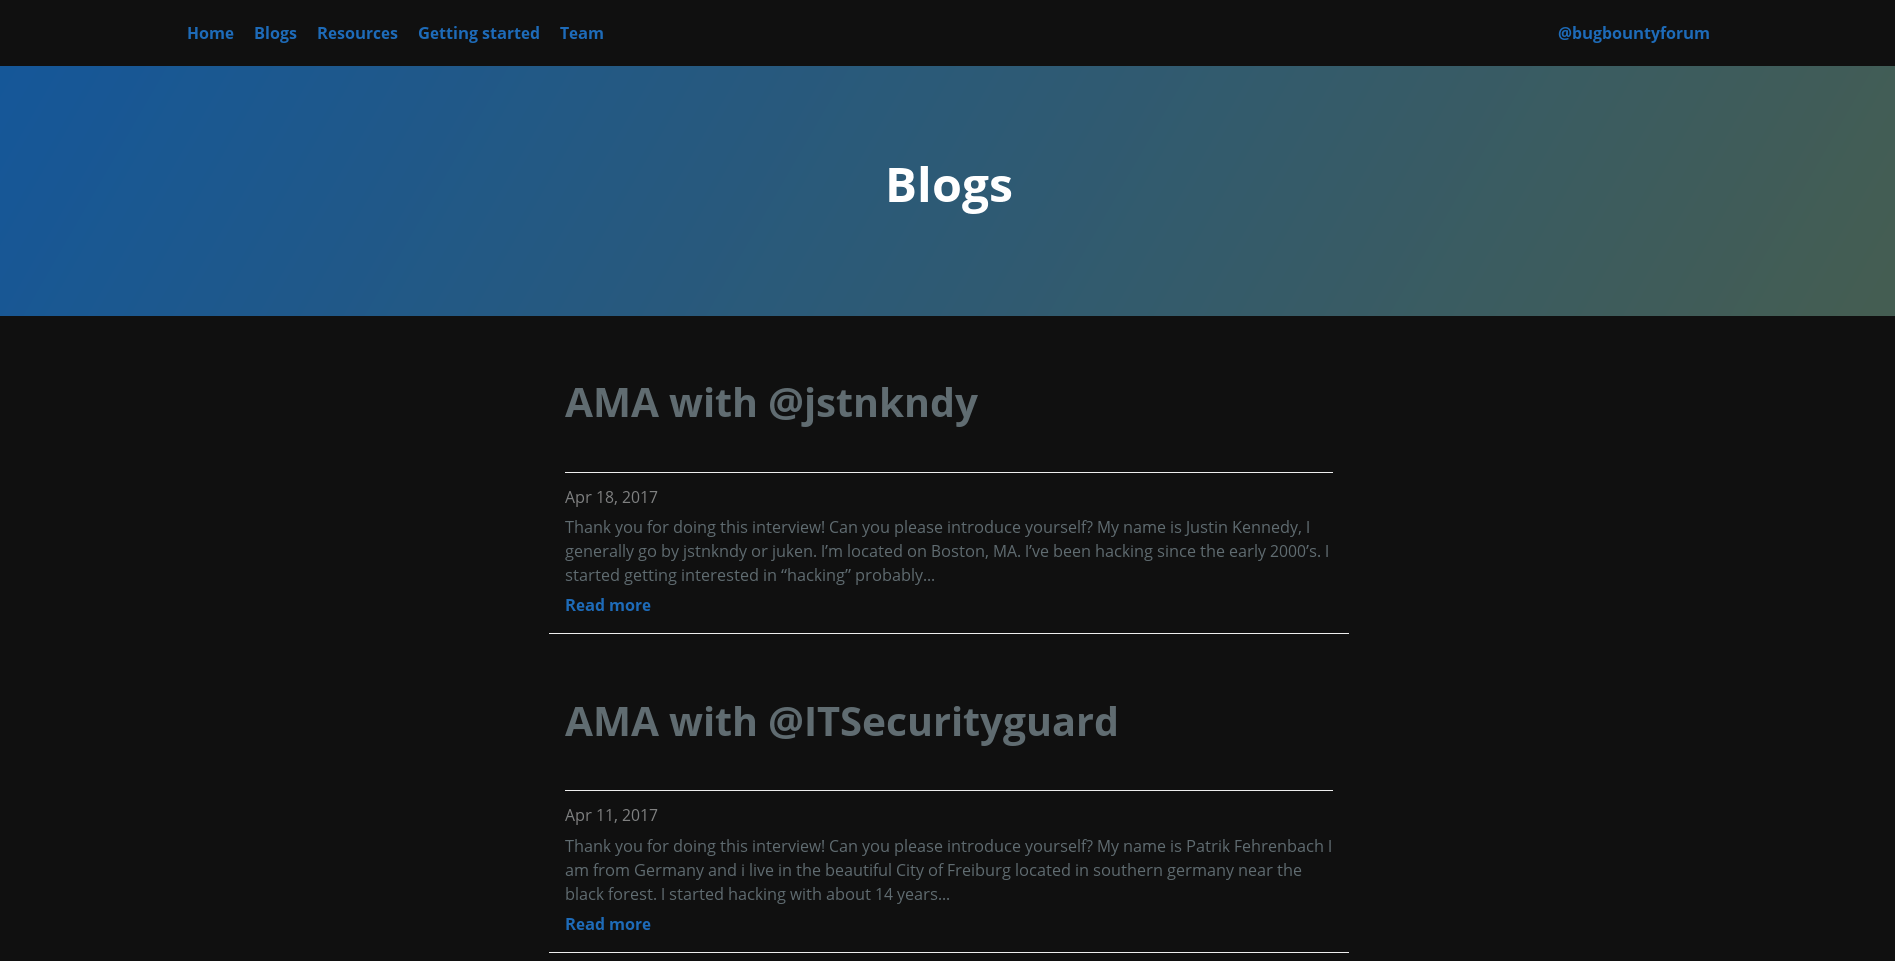 Home Blogs Resources Getting started Team @bugbountyforum
Blogs
AMA with @jstnkndy
Apr 18, 2017
Thank you for doing this interview! Can you please introduce yourself? My name is Justin Kennedy, I
generally go by jstnkndy or juken. I’m located on Boston, MA. I’ve been hacking since the early 2000’s. I
started getting interested in “hacking” probably...
Read more
AMA with @ITSecurityguard
Apr 11, 2017
Thank you for doing this interview! Can you please introduce yourself? My name is Patrik Fehrenbach I
am from Germany and i live in the beautiful City of Freiburg located in southern germany near the
black forest. I started hacking with about 14 years...
Read more